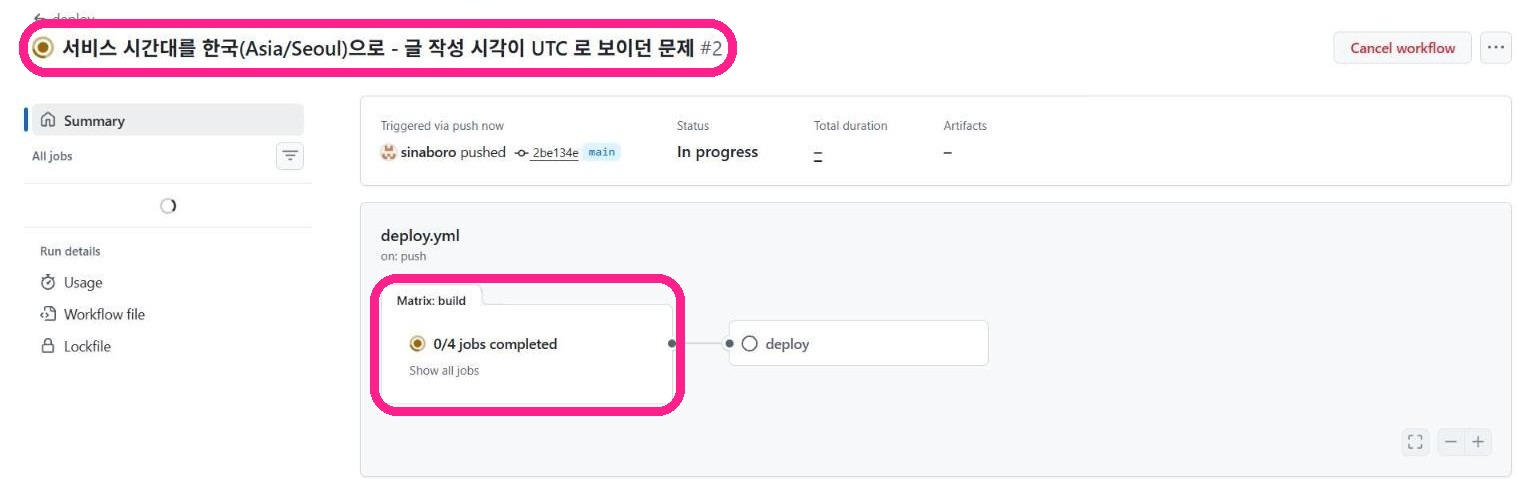 deploy
서비스 시간대를 한국(Asia/Seoul)으로 - 글 작성 시각이 UTC 로 보이던 문제 #2
Cancel workflow
Summary
All jobs
Run details
Usage
Workflow file
Lockfile
Triggered via push now
sinaboro pushed 2be134e main
Status
In progress
Total duration
–
Artifacts
–
deploy.yml
on: push
Matrix: build
0/4 jobs completed
Show all jobs
deploy